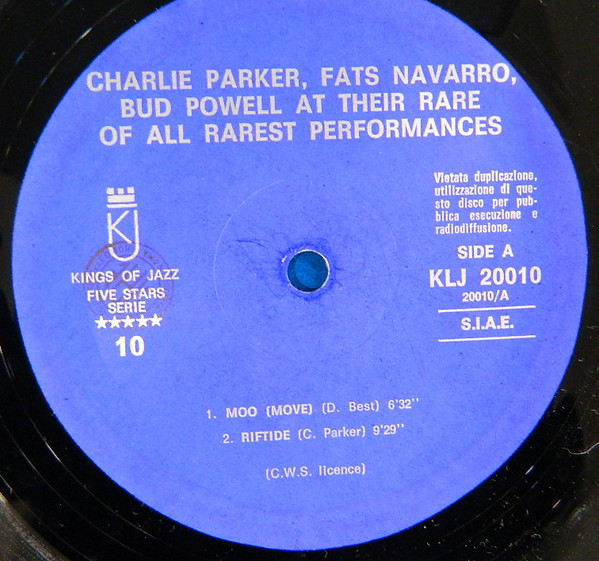 CHARLIE PARKER, FATS NAVARRO,
BUD POWELL AT THEIR RARE
OF ALL RAREST PERFORMANCES
KJ
KINGS OF JAZZ
FIVE STARS
SERIE
★★★★★
10
Vietata duplicazione,
utilizzazione di que-
sto disco per pub-
blica esecuzione e
radiodiffusione.
SIDE A
KLJ 20010
20010/A
S.I.A.E.
1. MOO (MOVE) (D. Best) 6'32''
2. RIFTIDE (C. Parker) 9'29''
(C.W.S. licence)